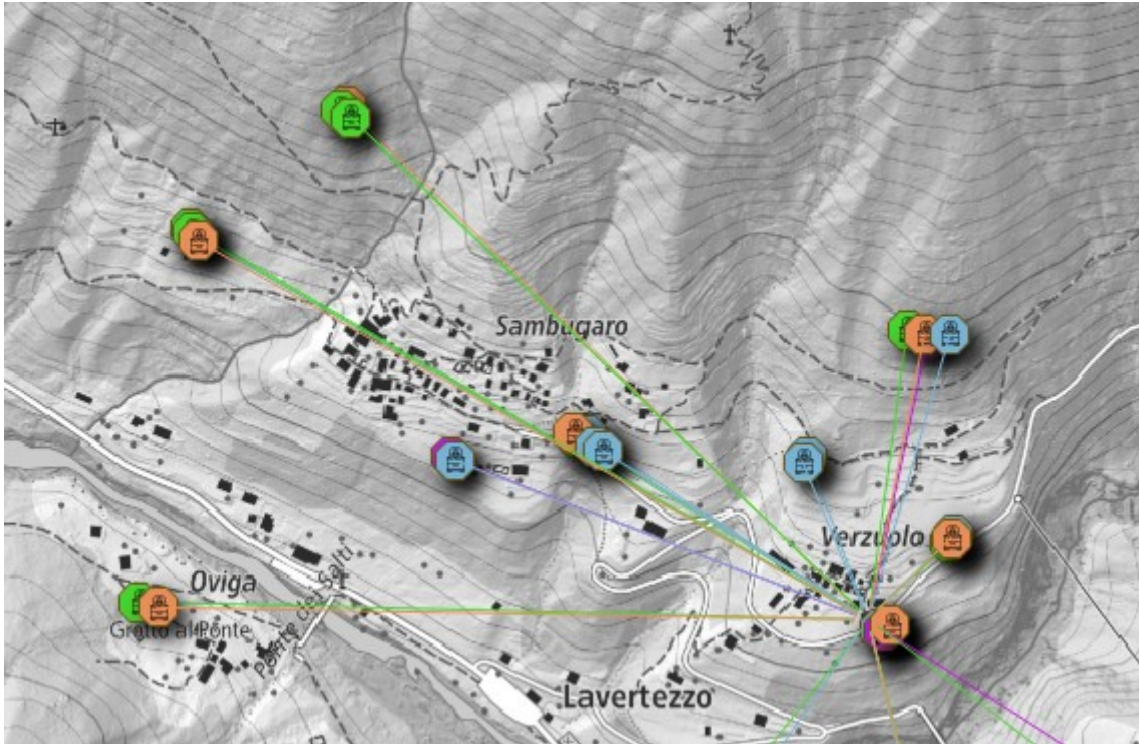 Sambugaro
Verzuolo
Oviga
Ponte dei Salti
Grotto al Ponte
Lavertezzo